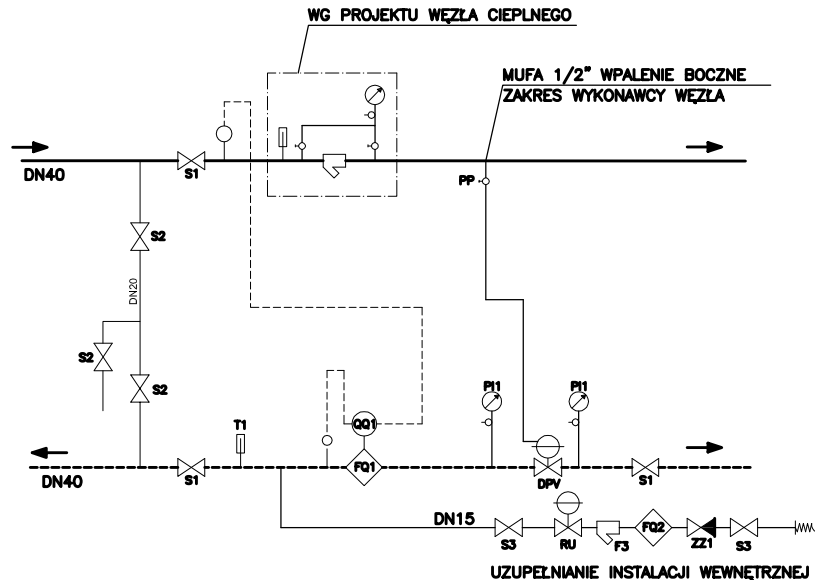 WG PROJEKTU WĘZŁA CIEPLNEGO
MUFA 1/2" WPALENIE BOCZNE
ZAKRES WYKONAWCY WĘZŁA
DN40
S1
PP
S2
DN20
S2
S2
PI1
PI1
T1
QQ1
FQ1
DN40
S1
DPV
S1
DN15
S3
RU
F3
FQ2
ZZ1
S3
UZUPEŁNIANIE INSTALACJI WEWNĘTRZNEJ